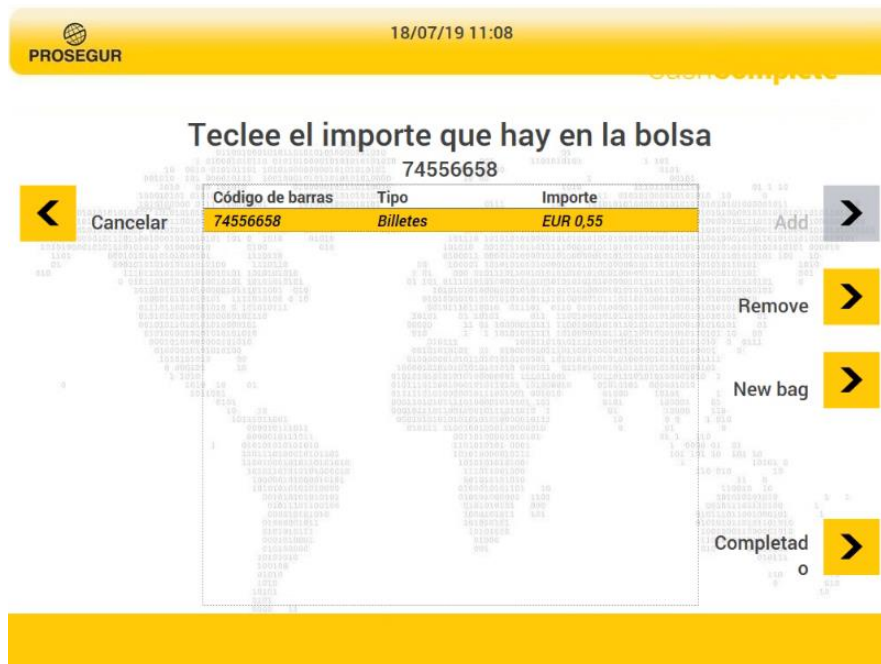 PROSEGUR
18/07/19 11:08
Teclee el importe que hay en la bolsa
74556658
Código de barras Tipo Importe
74556658 Billetes EUR 0,55
Cancelar
Add
Remove
New bag
Completad
o